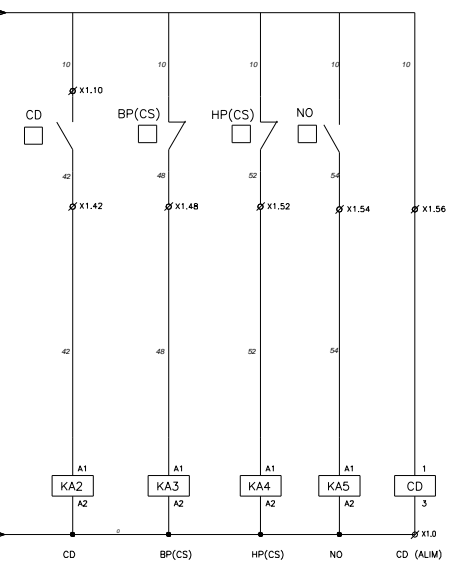 10 10 10 10 10
X1.10
CD BP(CS) HP(CS) NO
42 48 52 54
X1.42 X1.48 X1.52 X1.54 X1.56
42 48 52 54
A1 A1 A1 A1 1
KA2 KA3 KA4 KA5 CD
A2 A2 A2 A2 3
0 X1.0
CD BP(CS) HP(CS) NO CD (ALIM)